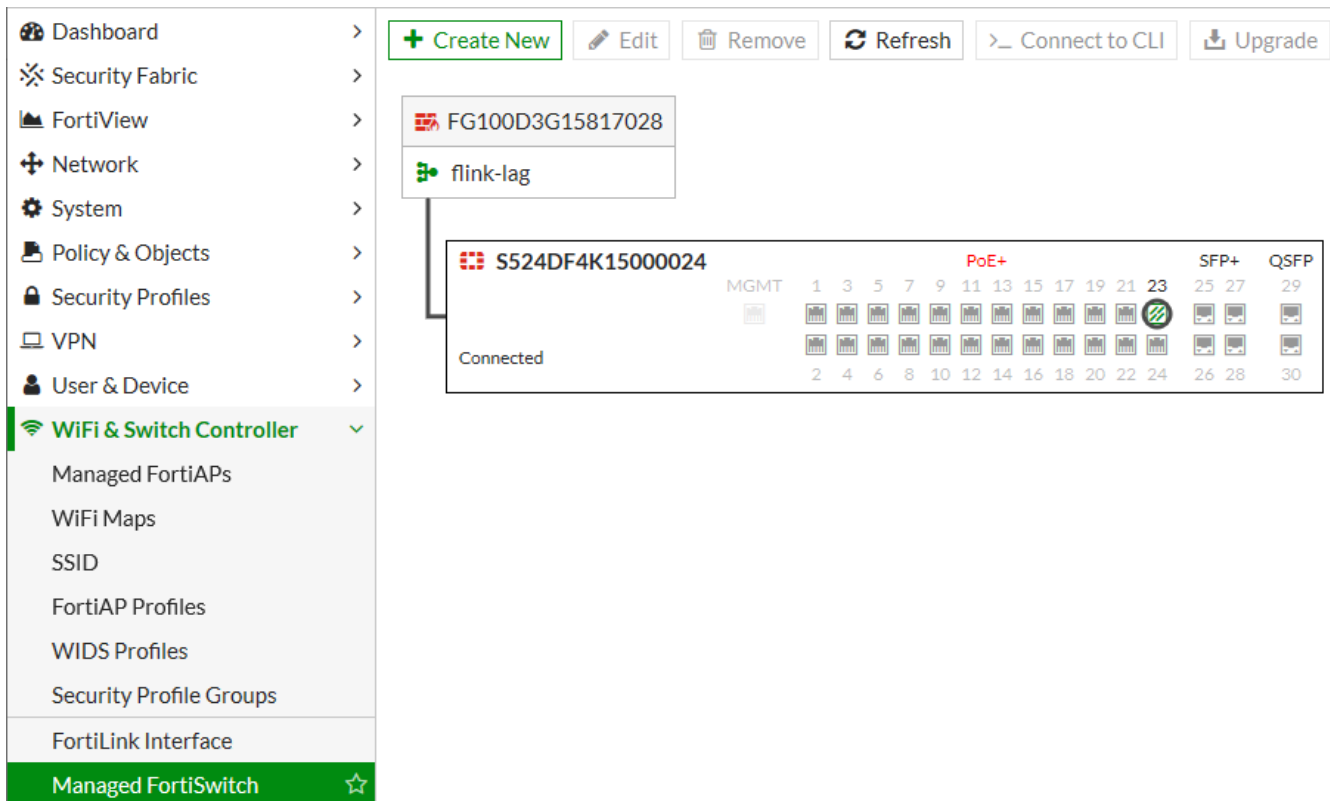 Dashboard
Security Fabric
FortiView
Network
System
Policy & Objects
Security Profiles
VPN
User & Device
WiFi & Switch Controller
Managed FortiAPs
WiFi Maps
SSID
FortiAP Profiles
WIDS Profiles
Security Profile Groups
FortiLink Interface
Managed FortiSwitch
+ Create New Edit Remove Refresh >_ Connect to CLI Upgrade
FG100D3G15817028
flink-lag
S524DF4K15000024 PoE+ SFP+ QSFP
MGMT 1 3 5 7 9 11 13 15 17 19 21 23 25 27 29
Connected
2 4 6 8 10 12 14 16 18 20 22 24 26 28 30